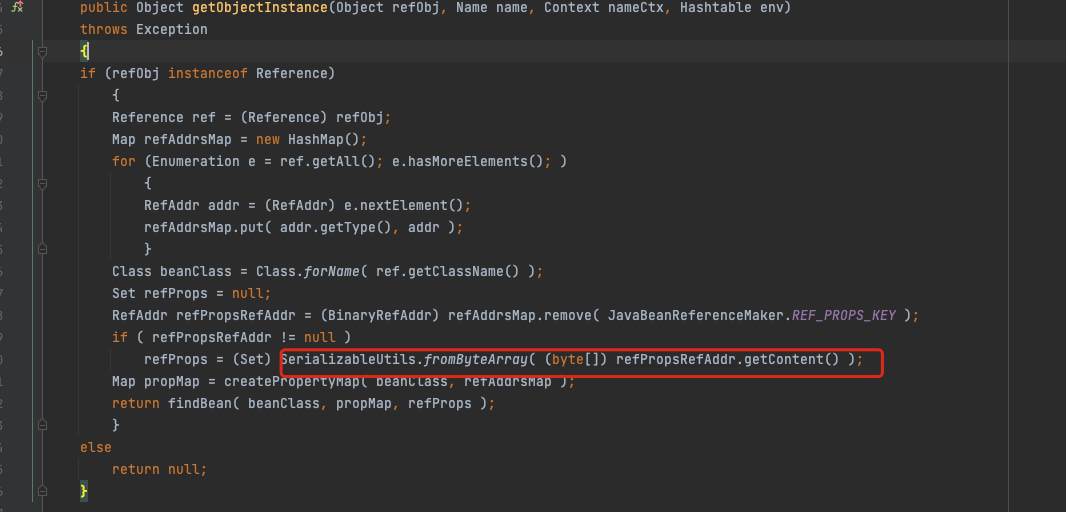 public Object getObjectInstance(Object refObj, Name name, Context nameCtx, Hashtable env)
throws Exception
{
if (refObj instanceof Reference)
{
Reference ref = (Reference) refObj;
Map refAddrsMap = new HashMap();
for (Enumeration e = ref.getAll(); e.hasMoreElements(); )
{
RefAddr addr = (RefAddr) e.nextElement();
refAddrsMap.put( addr.getType(), addr );
}
Class beanClass = Class.forName( ref.getClassName() );
Set refProps = null;
RefAddr refPropsRefAddr = (BinaryRefAddr) refAddrsMap.remove( JavaBeanReferenceMaker.REF_PROPS_KEY );
if ( refPropsRefAddr != null )
refProps = (Set) SerializableUtils.fromByteArray( (byte[]) refPropsRefAddr.getContent() );
Map propMap = createPropertyMap( beanClass, refAddrsMap );
return findBean( beanClass, propMap, refProps );
}
else
return null;
}